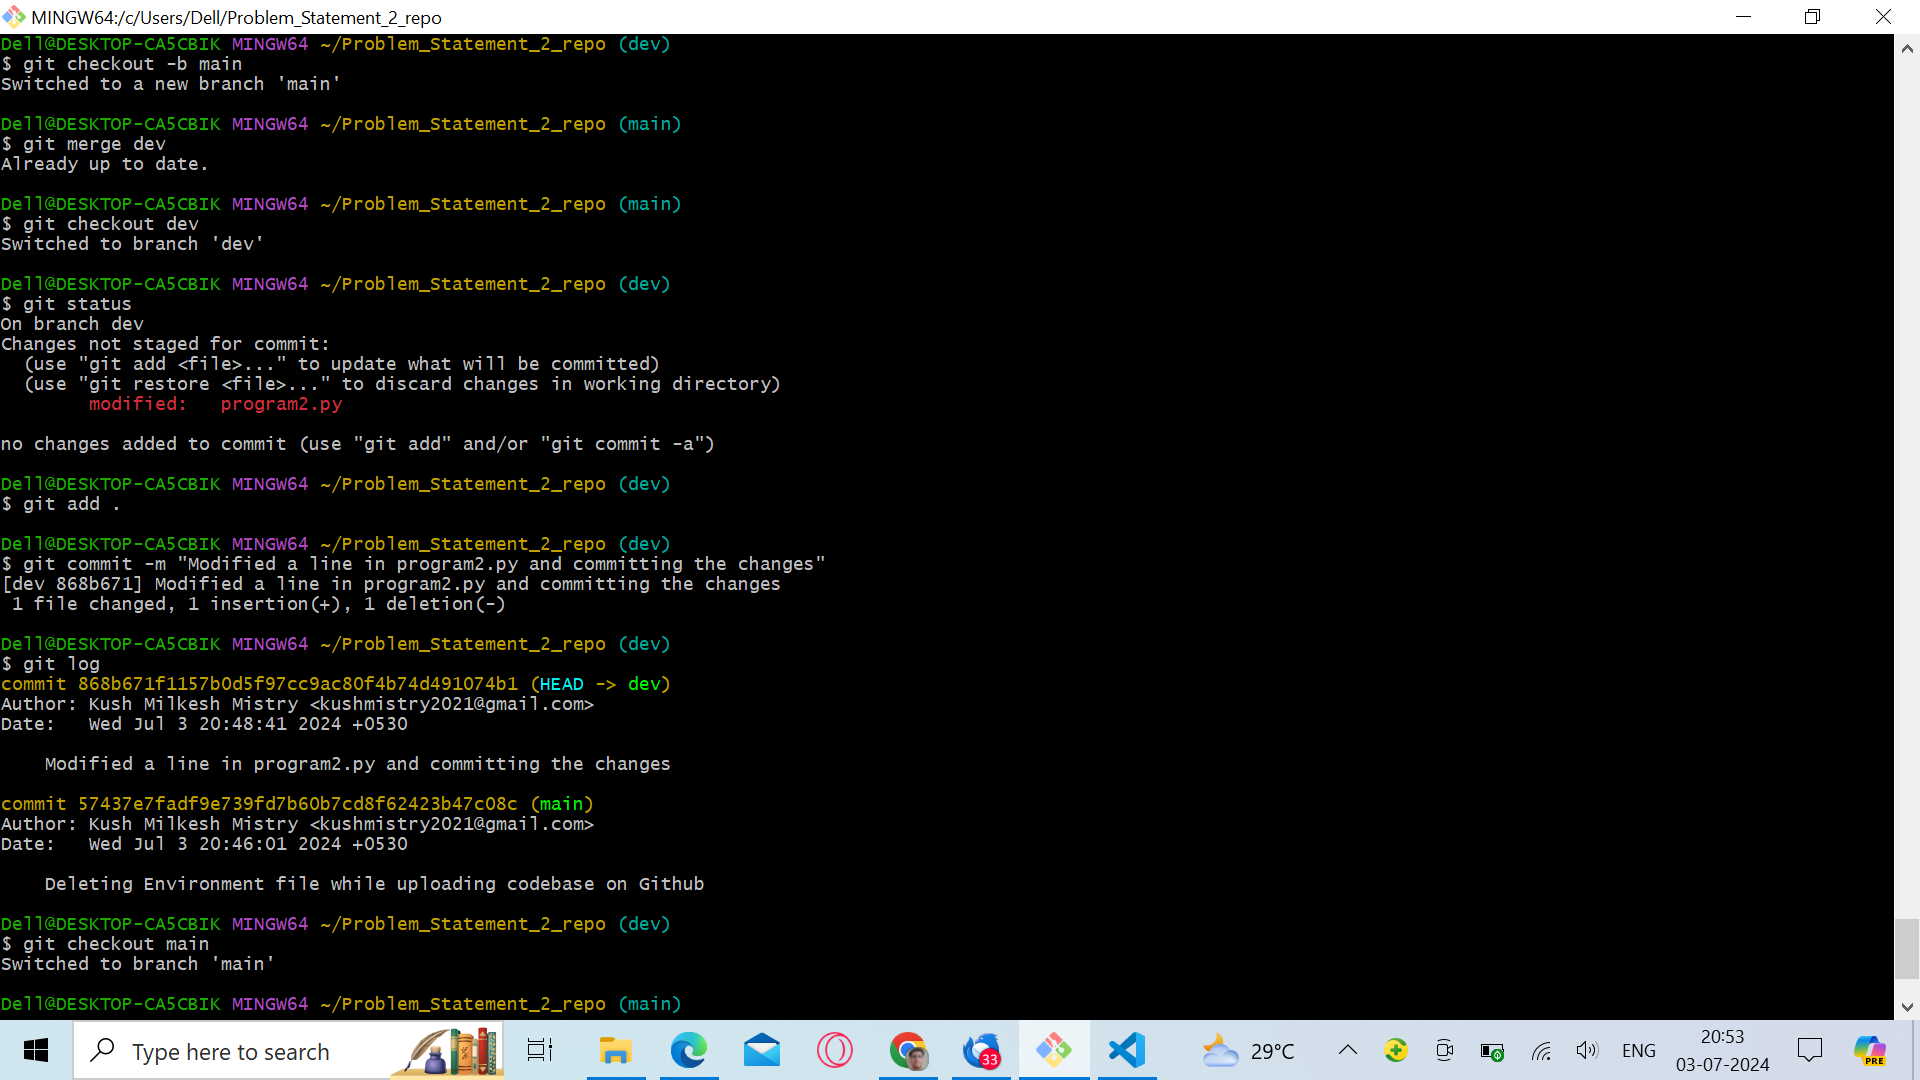 MINGW64:/c/Users/Dell/Problem_Statement_2_repo
Dell@DESKTOP-CA5CBIK MINGW64 ~/Problem_Statement_2_repo (dev)
$ git checkout -b main
Switched to a new branch 'main'
Dell@DESKTOP-CA5CBIK MINGW64 ~/Problem_Statement_2_repo (main)
$ git merge dev
Already up to date.
Dell@DESKTOP-CA5CBIK MINGW64 ~/Problem_Statement_2_repo (main)
$ git checkout dev
Switched to branch 'dev'
Dell@DESKTOP-CA5CBIK MINGW64 ~/Problem_Statement_2_repo (dev)
$ git status
On branch dev
Changes not staged for commit:
  (use "git add <file>..." to update what will be committed)
  (use "git restore <file>..." to discard changes in working directory)
        modified:   program2.py
no changes added to commit (use "git add" and/or "git commit -a")
Dell@DESKTOP-CA5CBIK MINGW64 ~/Problem_Statement_2_repo (dev)
$ git add .
Dell@DESKTOP-CA5CBIK MINGW64 ~/Problem_Statement_2_repo (dev)
$ git commit -m "Modified a line in program2.py and committing the changes"
[dev 868b671] Modified a line in program2.py and committing the changes
 1 file changed, 1 insertion(+), 1 deletion(-)
Dell@DESKTOP-CA5CBIK MINGW64 ~/Problem_Statement_2_repo (dev)
$ git log
commit 868b671f1157b0d5f97cc9ac80f4b74d491074b1 (HEAD -> dev)
Author: Kush Milkesh Mistry <kushmistry2021@gmail.com>
Date:   Wed Jul 3 20:48:41 2024 +0530
    Modified a line in program2.py and committing the changes
commit 57437e7fadf9e739fd7b60b7cd8f62423b47c08c (main)
Author: Kush Milkesh Mistry <kushmistry2021@gmail.com>
Date:   Wed Jul 3 20:46:01 2024 +0530
    Deleting Environment file while uploading codebase on Github
Dell@DESKTOP-CA5CBIK MINGW64 ~/Problem_Statement_2_repo (dev)
$ git checkout main
Switched to branch 'main'
Dell@DESKTOP-CA5CBIK MINGW64 ~/Problem_Statement_2_repo (main)
Type here to search
33
29°C
ENG
20:53
03-07-2024
PRE